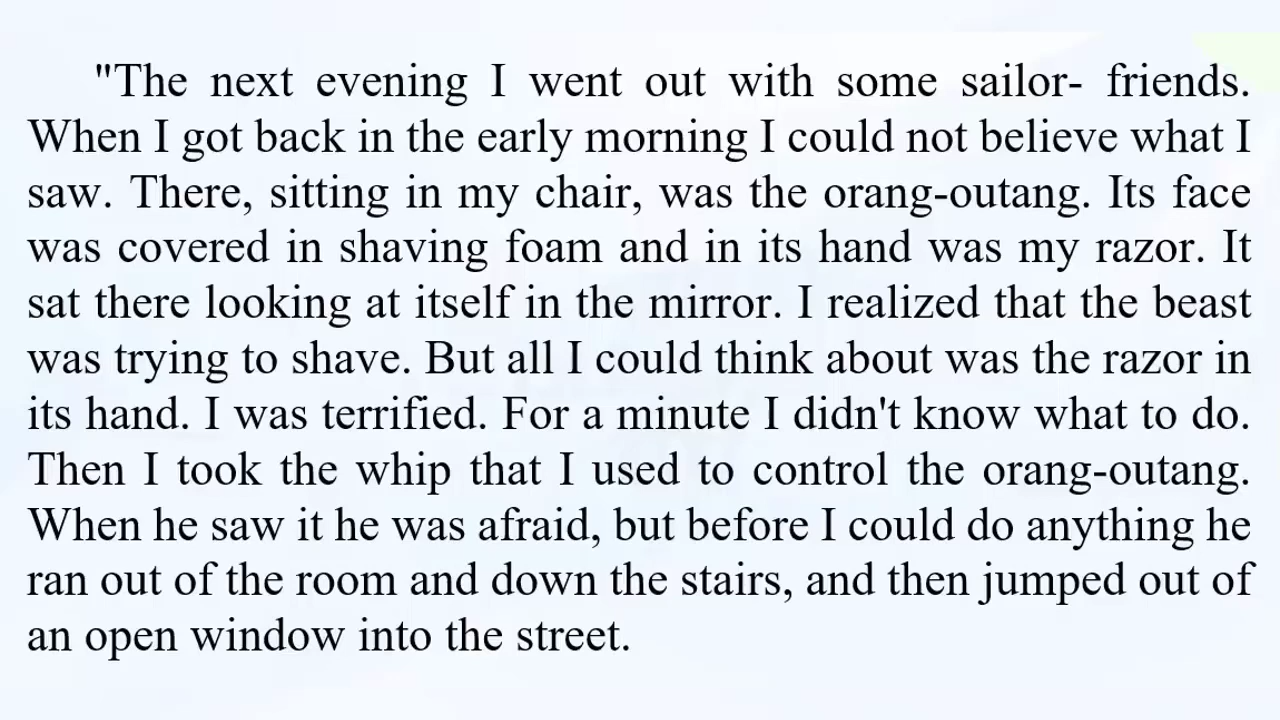 "The next evening I went out with some sailor- friends.
When I got back in the early morning I could not believe what I
saw. There, sitting in my chair, was the orang-outang. Its face
was covered in shaving foam and in its hand was my razor. It
sat there looking at itself in the mirror. I realized that the beast
was trying to shave. But all I could think about was the razor in
its hand. I was terrified. For a minute I didn't know what to do.
Then I took the whip that I used to control the orang-outang.
When he saw it he was afraid, but before I could do anything he
ran out of the room and down the stairs, and then jumped out of
an open window into the street.